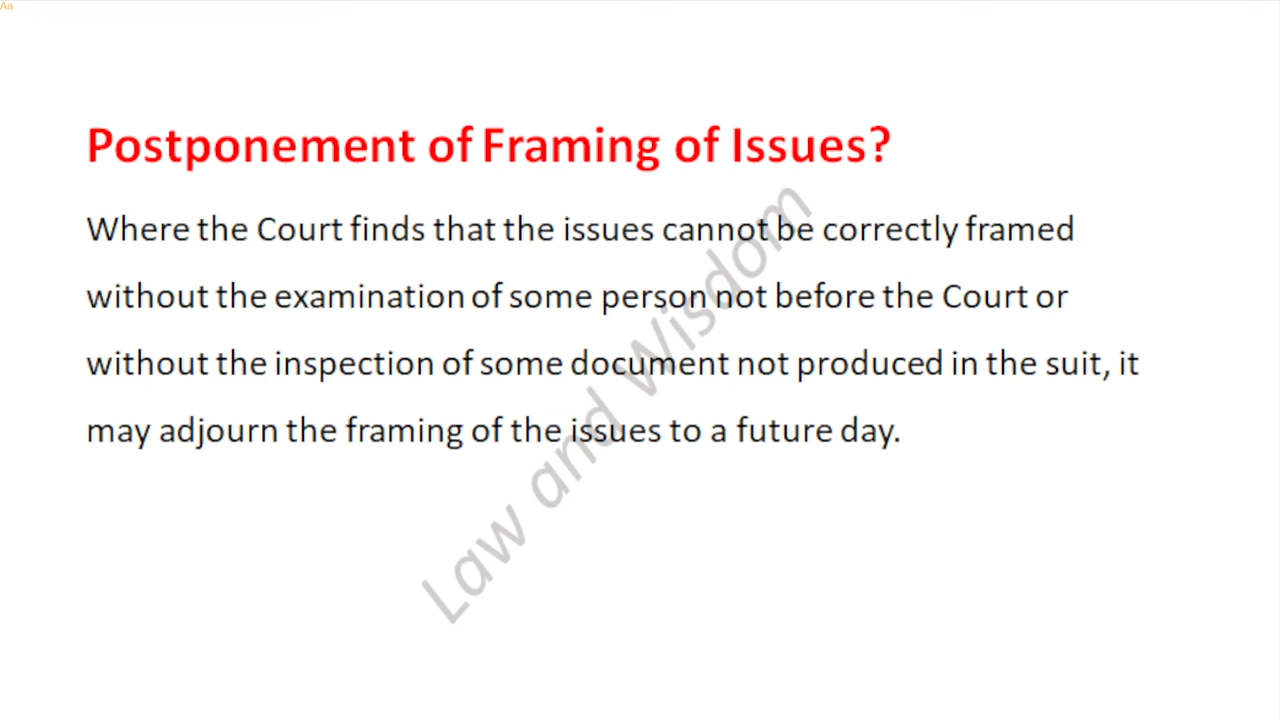 Aa
Postponement of Framing of Issues?
Where the Court finds that the issues cannot be correctly framed
without the examination of some person not before the Court or
without the inspection of some document not produced in the suit, it
may adjourn the framing of the issues to a future day.
Law and Wisdom